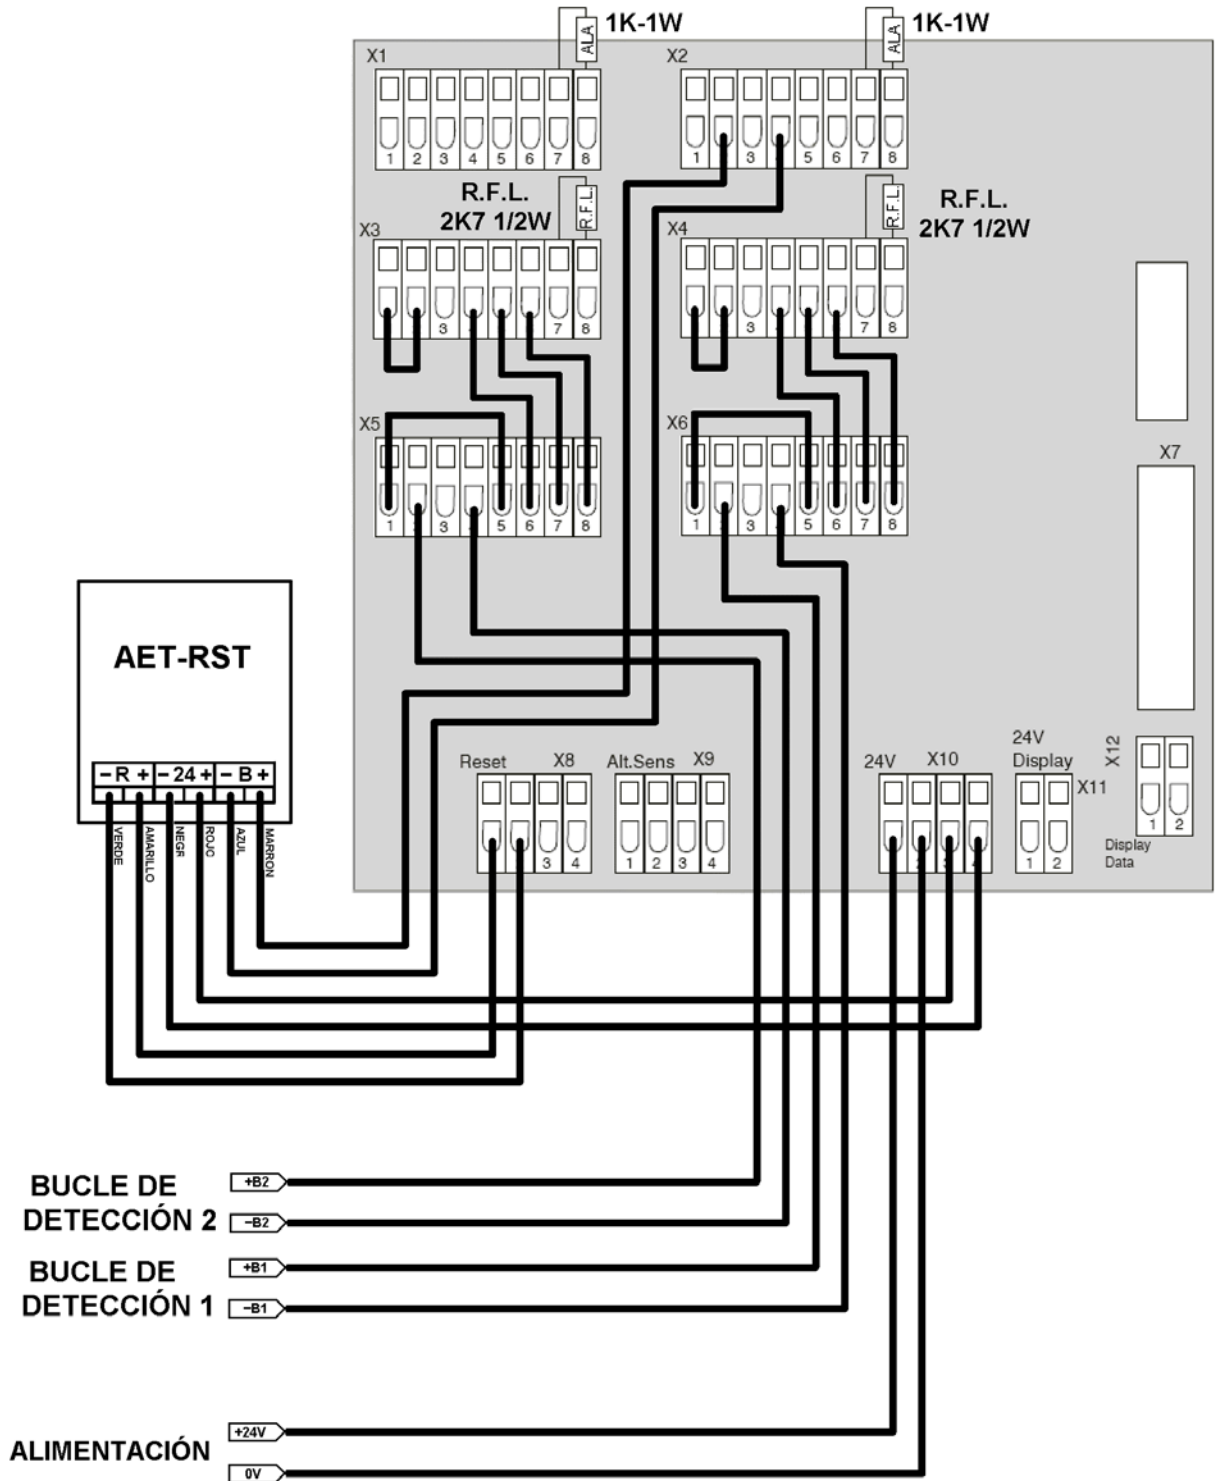 1K-1W
1K-1W
ALA
ALA
X1
X2
1 2 3 4 5 6 7 8
1 3 5 6 7 8
R.F.L.
2K7 1/2W
R.F.L.
R.F.L.
R.F.L.
2K7 1/2W
X3
X4
3 7 8
3 7 8
X5
X6
1 3 5 6 7 8
1 3 5 6 7 8
X7
AET-RST
− R + − 24 + − B +
VERDE
AMARILLO
NEGR
ROJO
AZUL
MARRON
Reset
X8
3 4
Alt.Sens
X9
1 2 3 4
24V
X10
24V
Display
X11
1 2
X12
1 2
Display
Data
BUCLE DE
DETECCIÓN 2
+B2
−B2
BUCLE DE
DETECCIÓN 1
+B1
−B1
ALIMENTACIÓN
+24V
0V